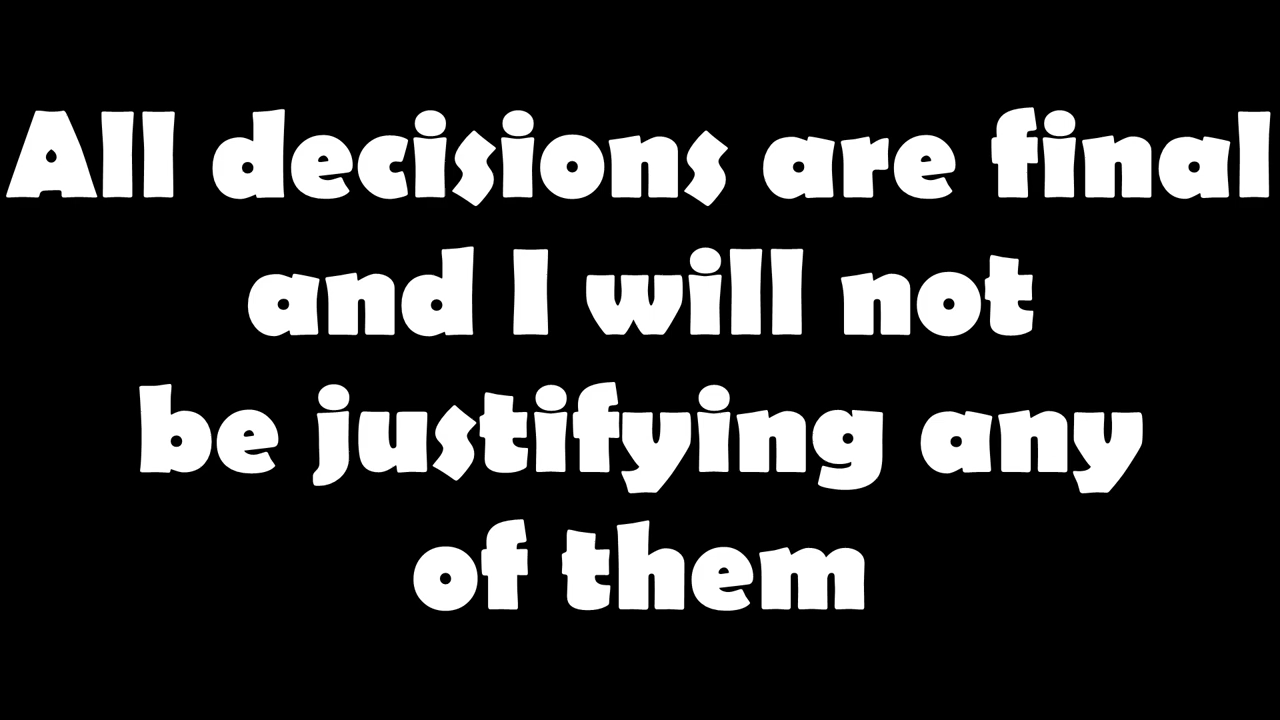 All decisions are final
and I will not
be justifying any
of them